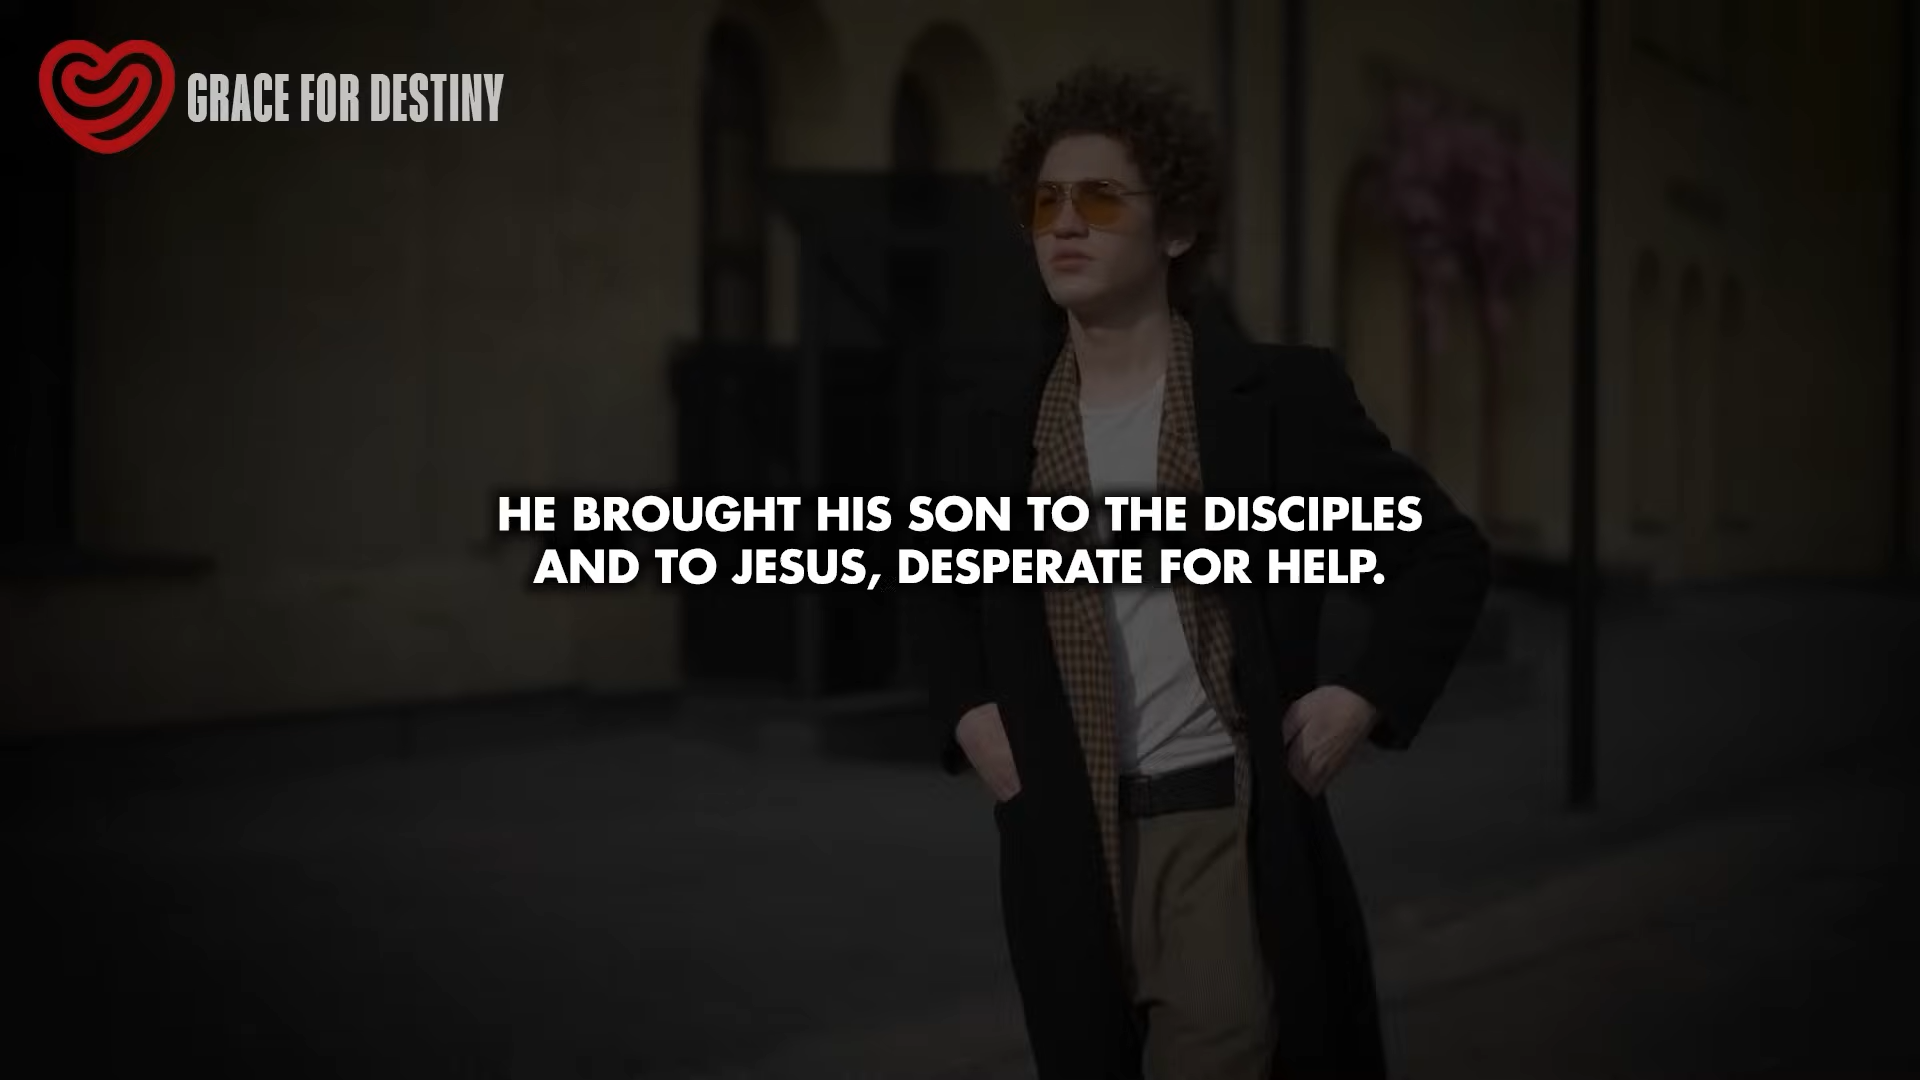 GRACE FOR DESTINY
HE BROUGHT HIS SON TO THE DISCIPLES
AND TO JESUS, DESPERATE FOR HELP.